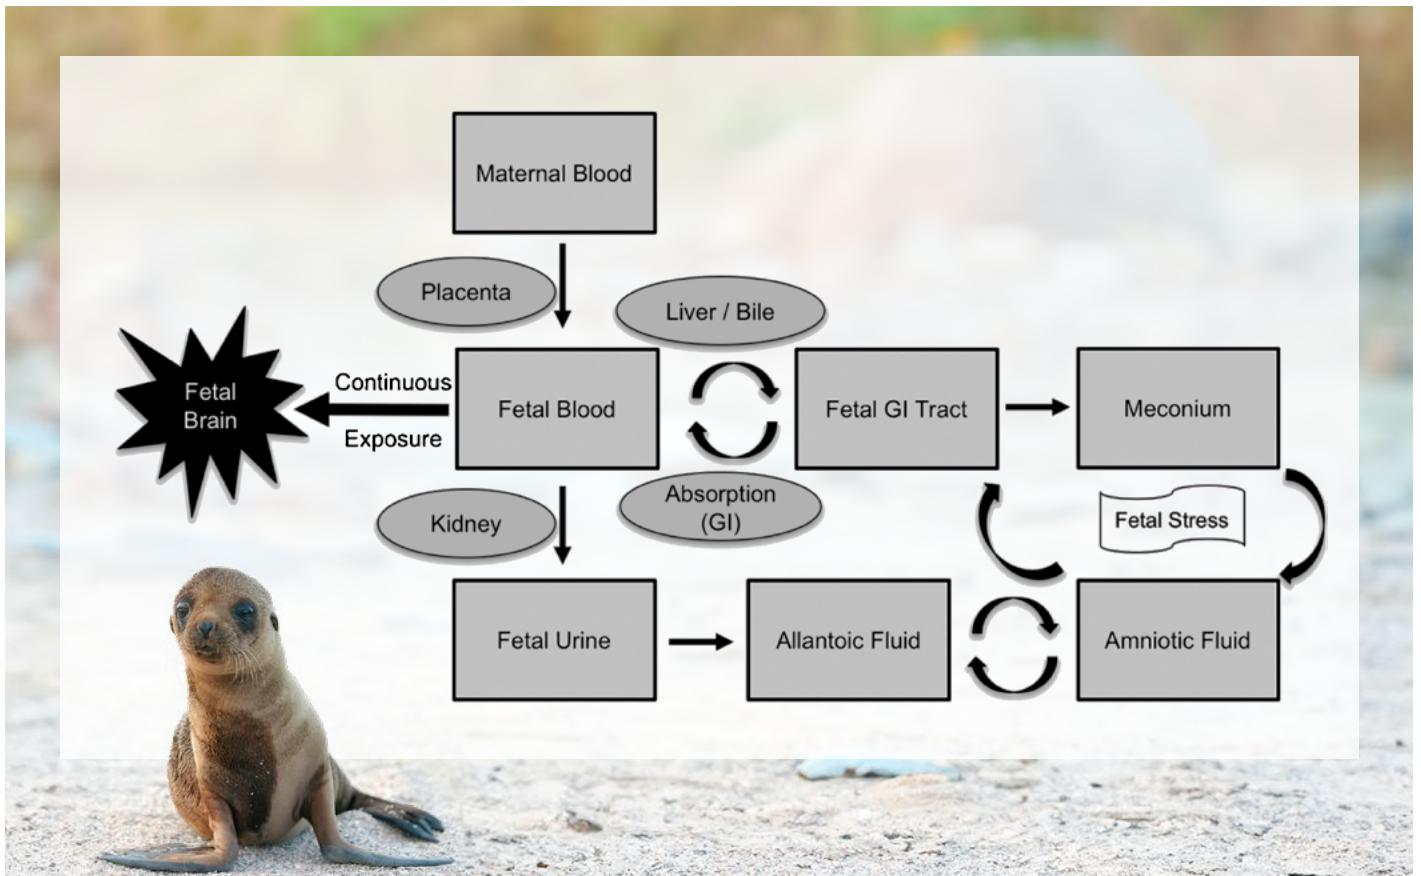 Maternal Blood
Placenta
Liver / Bile
Fetal
Brain
Continuous
Exposure
Fetal Blood
Fetal GI Tract
Meconium
Kidney
Absorption
(GI)
Fetal Stress
Fetal Urine
Allantoic Fluid
Amniotic Fluid